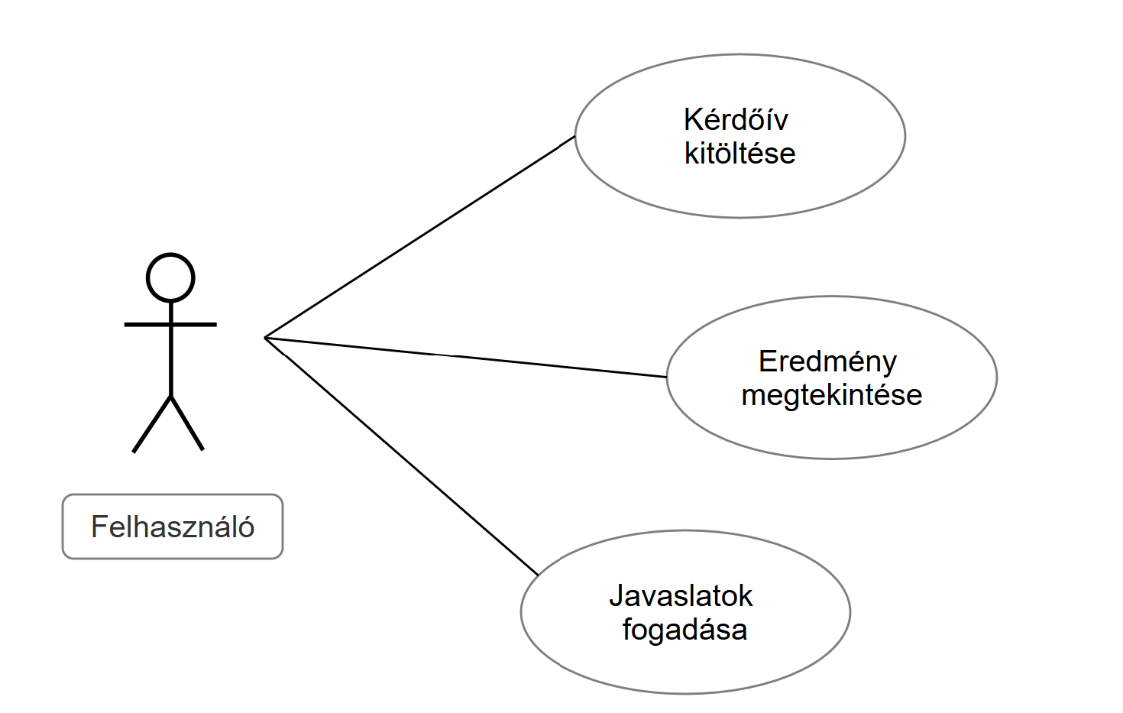 Kérdőív
kitöltése
Eredmény
megtekintése
Felhasználó
Javaslatok
fogadása